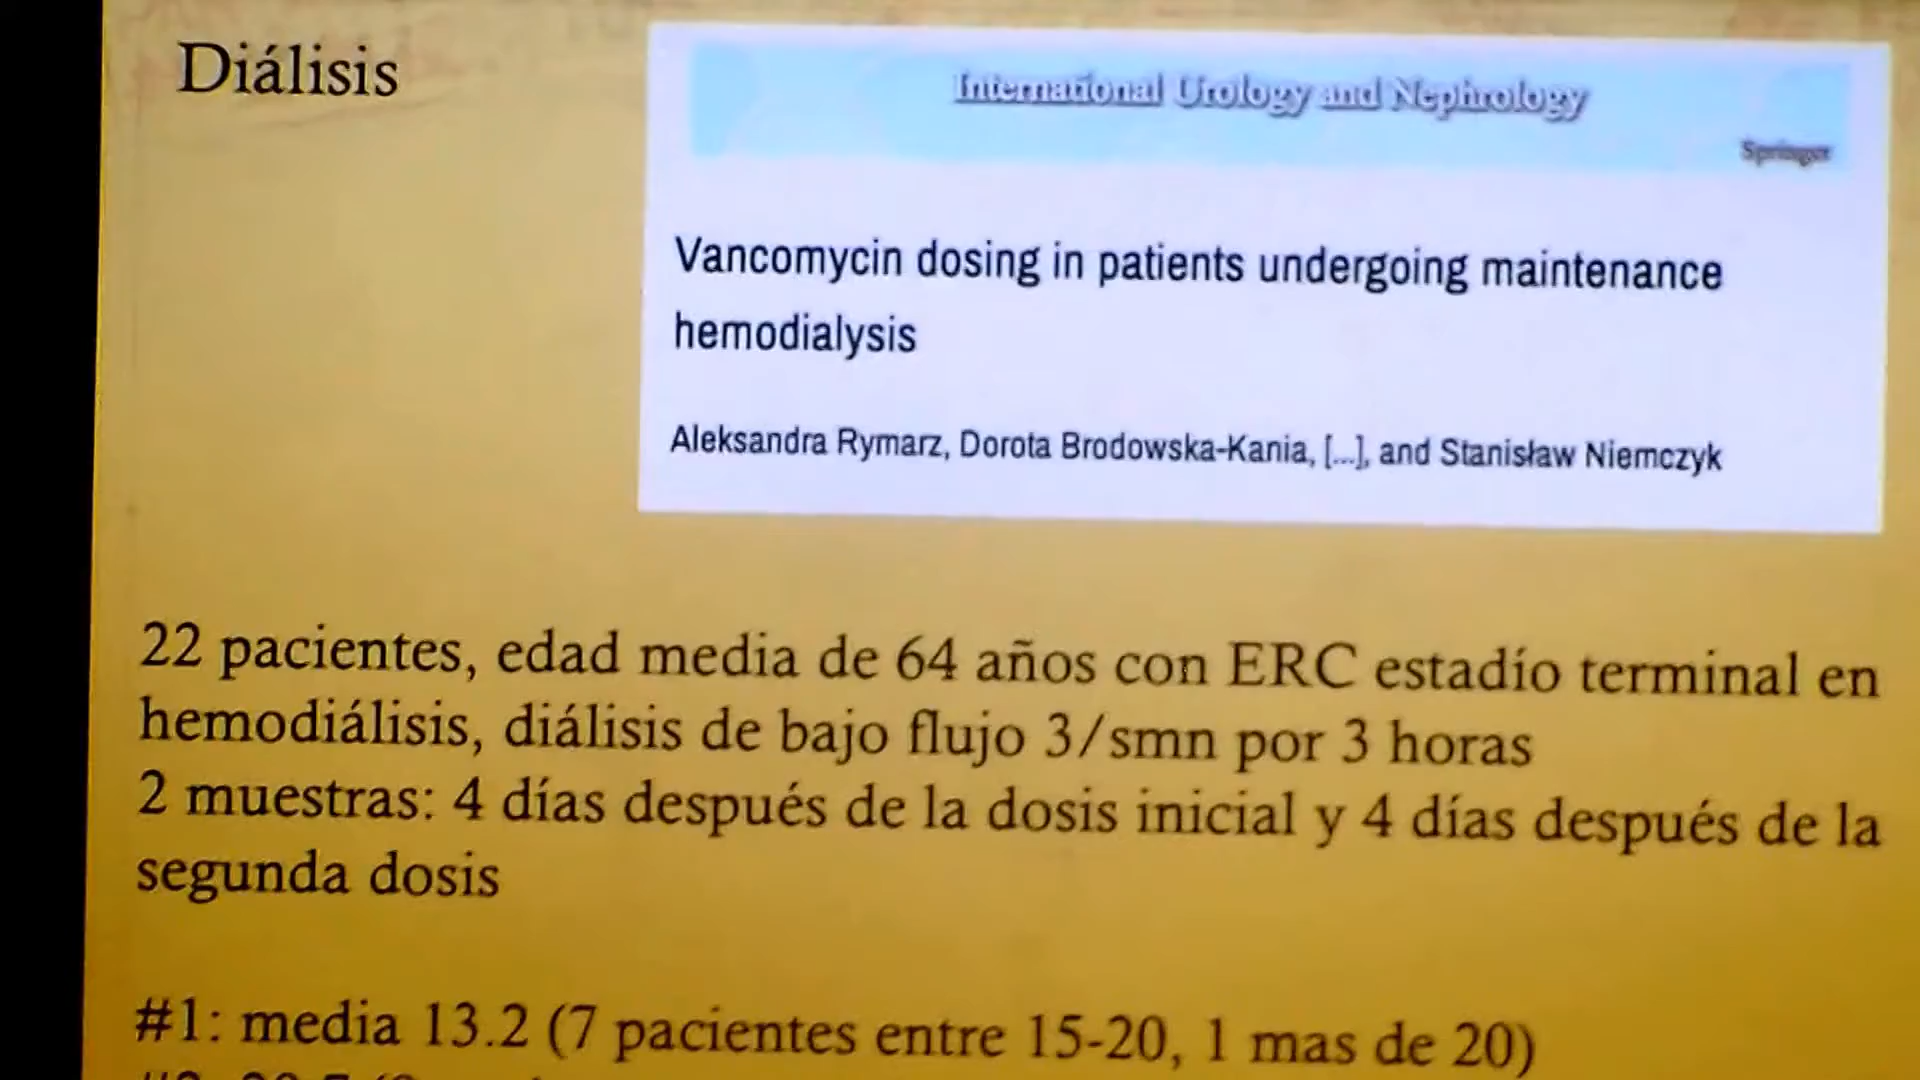 Diálisis
International Urology and Nephrology
Springer
Vancomycin dosing in patients undergoing maintenance
hemodialysis
Aleksandra Rymarz, Dorota Brodowska-Kania, [...], and Stanisław Niemczyk
22 pacientes, edad media de 64 años con ERC estadío terminal en
hemodiálisis, diálisis de bajo flujo 3/smn por 3 horas
2 muestras: 4 días después de la dosis inicial y 4 días después de la
segunda dosis
#1: media 13.2 (7 pacientes entre 15-20, 1 mas de 20)